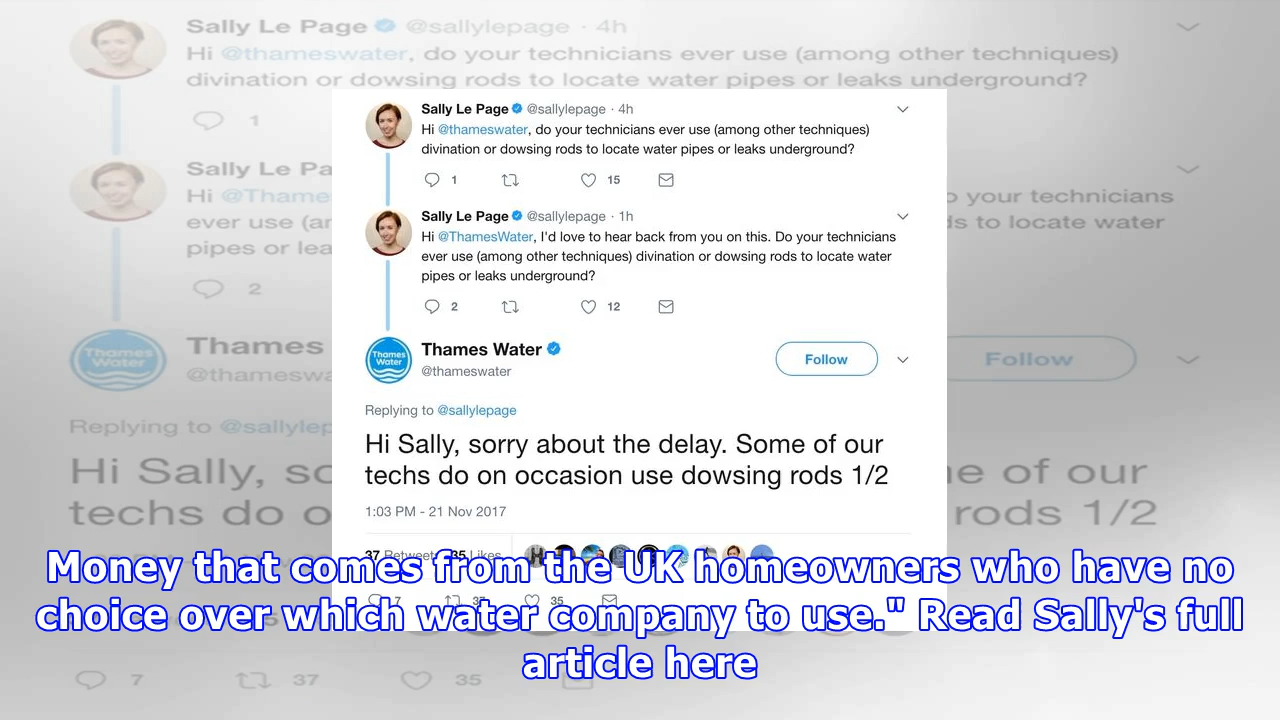 Sally Le Page @sallylepage · 4h
Hi @thameswater, do your technicians ever use (among other techniques)
divination or dowsing rods to locate water pipes or leaks underground?
1
Sally Le Pa
Hi @Thame
ever use (ar
pipes or lea
2
o your technicians
ds to locate water
Thames
@thameswa
Follow
Replying to @sallylep
Hi Sally, so
techs do o
ne of our
rods 1/2
Sally Le Page @sallylepage · 4h
Hi @thameswater, do your technicians ever use (among other techniques)
divination or dowsing rods to locate water pipes or leaks underground?
1 15
Sally Le Page @sallylepage · 1h
Hi @ThamesWater, I'd love to hear back from you on this. Do your technicians
ever use (among other techniques) divination or dowsing rods to locate water
pipes or leaks underground?
2 12
Thames
Water
Thames Water
@thameswater
Follow
Replying to @sallylepage
Hi Sally, sorry about the delay. Some of our
techs do on occasion use dowsing rods 1/2
1:03 PM - 21 Nov 2017
37 Retweets 35 Likes
7 37 35
Money that comes from the UK homeowners who have no
choice over which water company to use." Read Sally's full
article here
7 37 35